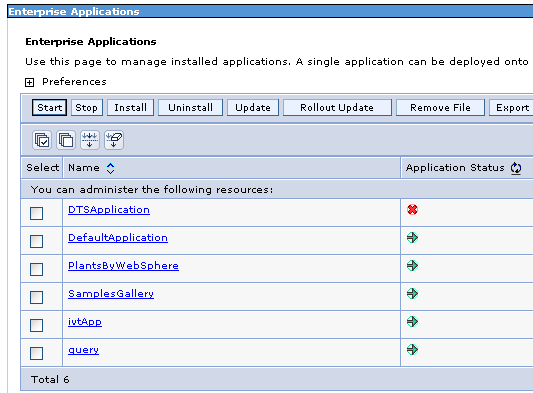 Enterprise Applications
Enterprise Applications
Use this page to manage installed applications. A single application can be deployed onto
Preferences
Start Stop Install Uninstall Update Rollout Update Remove File Export
Select Name Application Status
You can administer the following resources:
DTSApplication
DefaultApplication
PlantsByWebSphere
SamplesGallery
ivtApp
query
Total 6